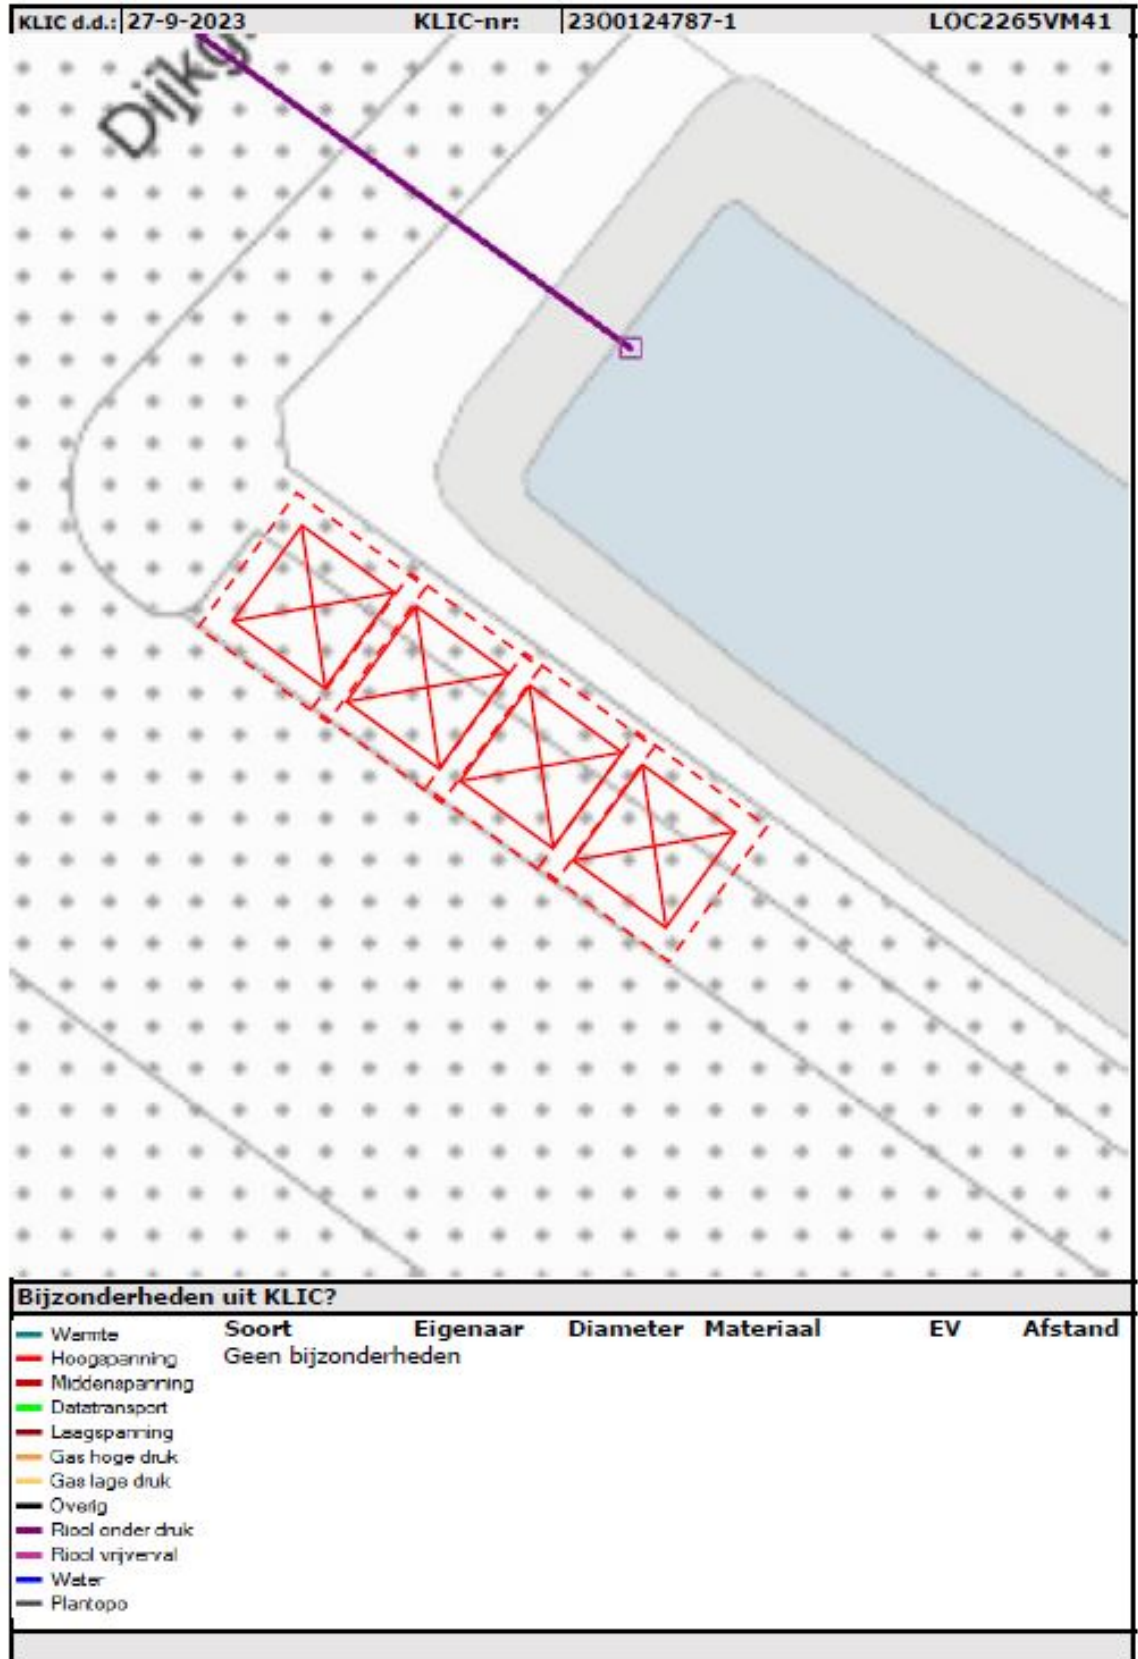 KLIC d.d.: 27-9-2023 KLIC-nr: 23O0124787-1 LOC2265VM41
Dijkg.
Bijzonderheden uit KLIC?
Soort Eigenaar Diameter Materiaal EV Afstand
Geen bijzonderheden
Warmte
Hoogspanning
Middenspanning
Datatransport
Laagspanning
Gas hoge druk
Gas lage druk
Overig
Riool onder druk
Riool vrijverval
Water
Plantopo